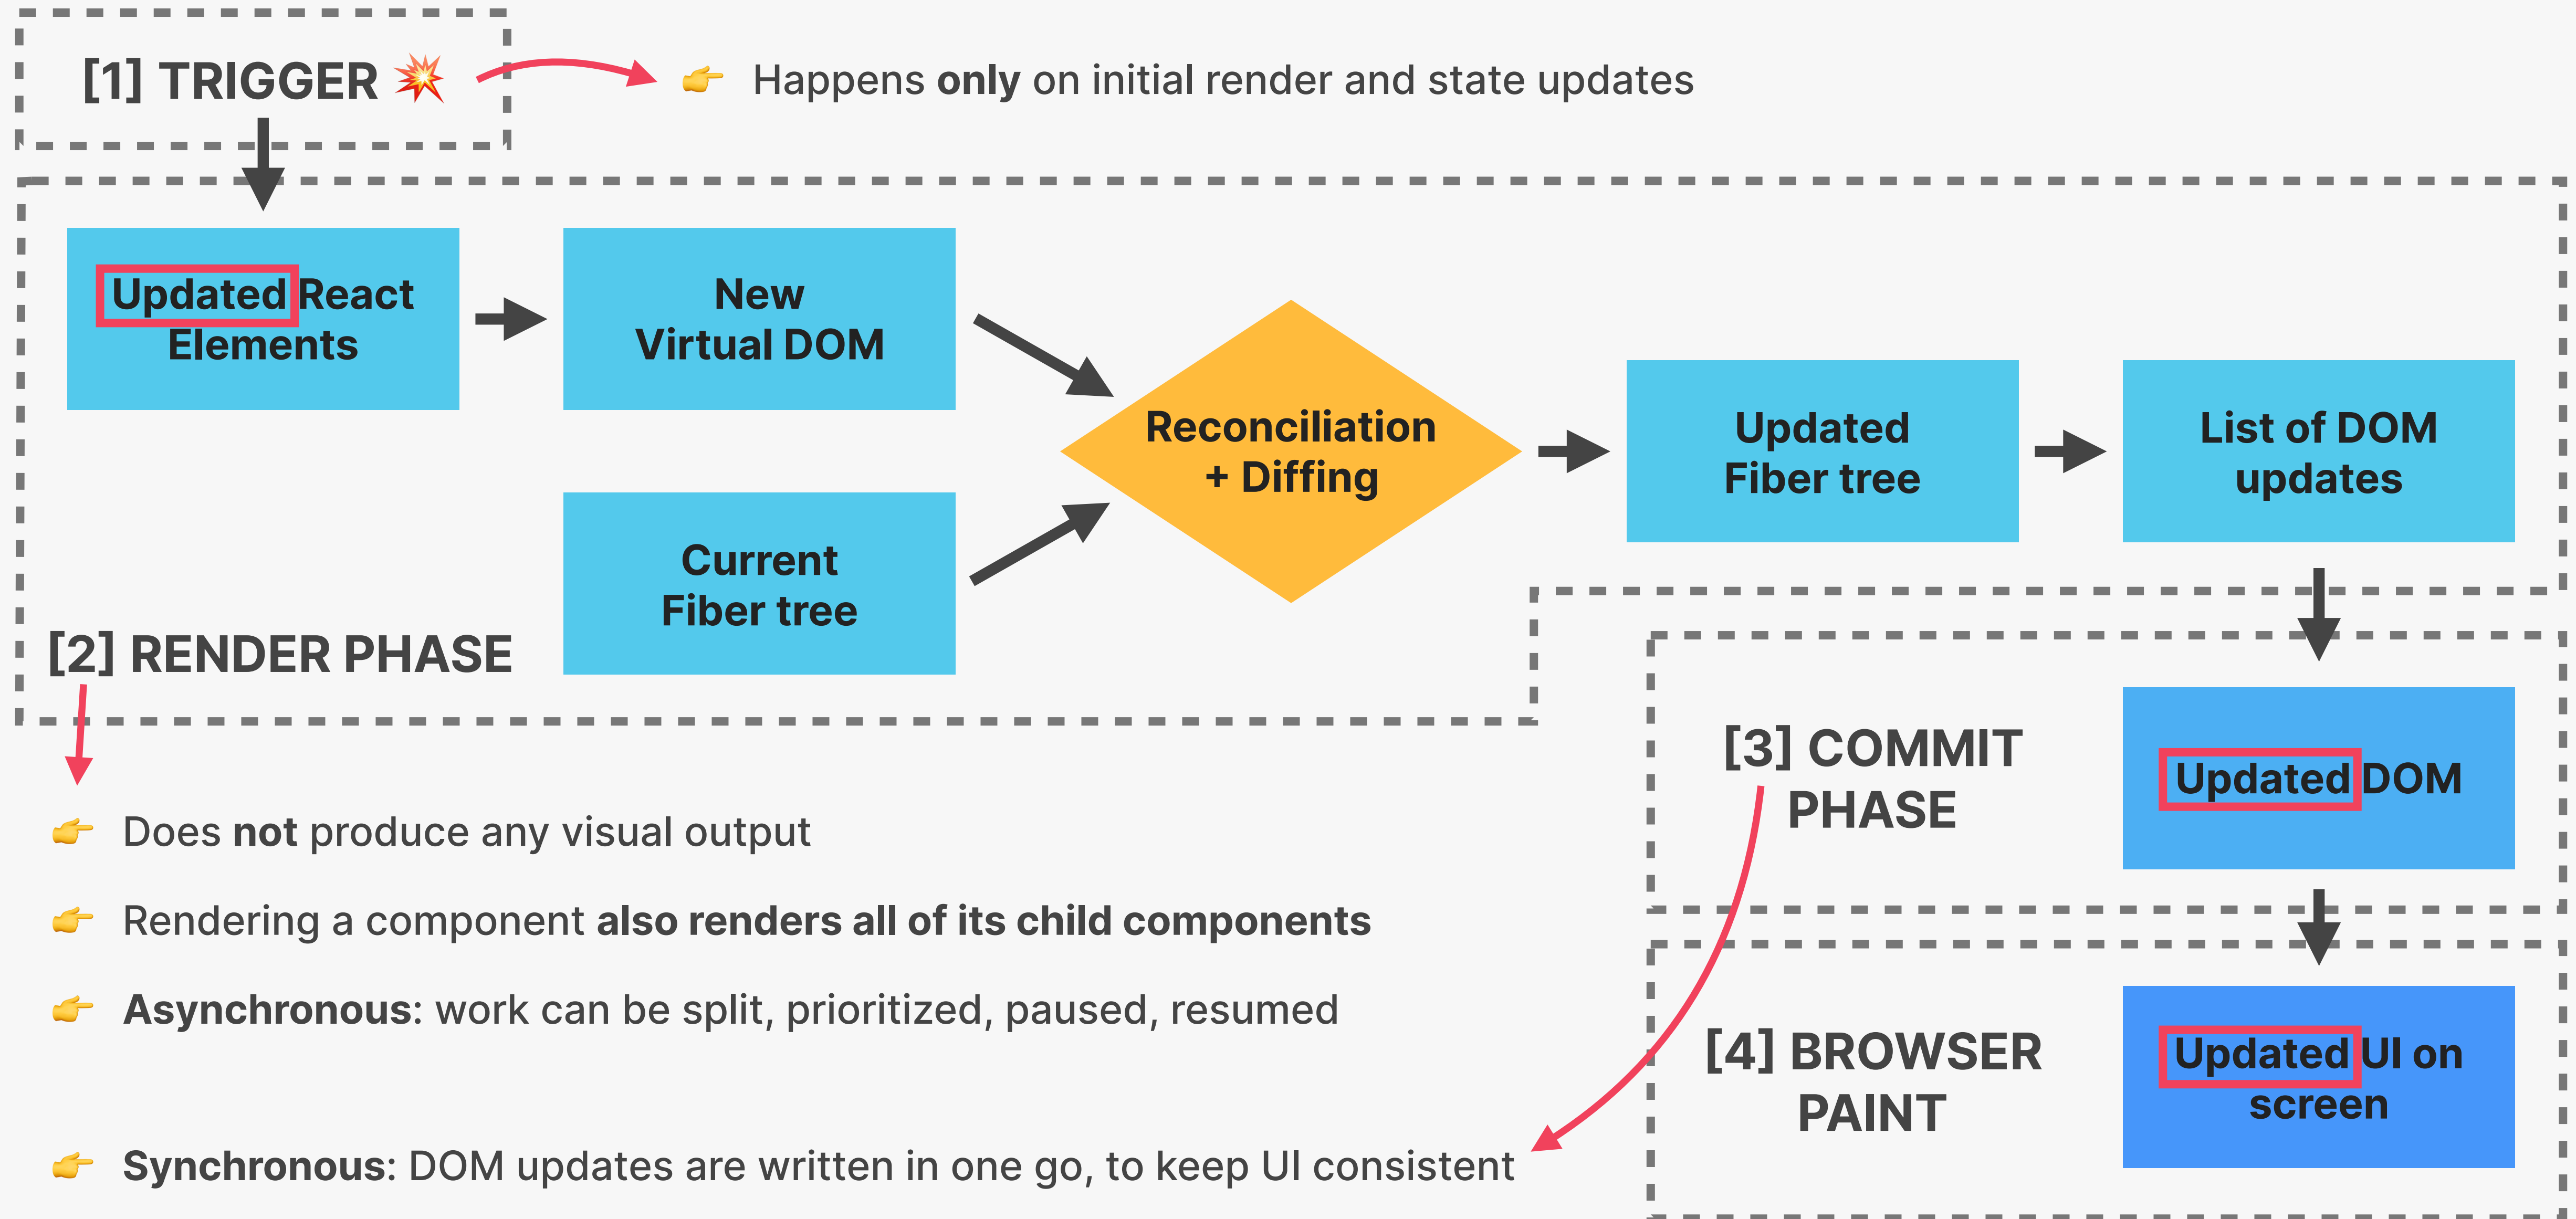 [1] TRIGGER 💥
👉 Happens only on initial render and state updates
Updated React
Elements
New
Virtual DOM
Current
Fiber tree
Reconciliation
+ Diffing
Updated
Fiber tree
List of DOM
updates
[2] RENDER PHASE
👉 Does not produce any visual output
👉 Rendering a component also renders all of its child components
👉 Asynchronous: work can be split, prioritized, paused, resumed
[3] COMMIT
PHASE
Updated DOM
👉 Synchronous: DOM updates are written in one go, to keep UI consistent
[4] BROWSER
PAINT
Updated UI on
screen